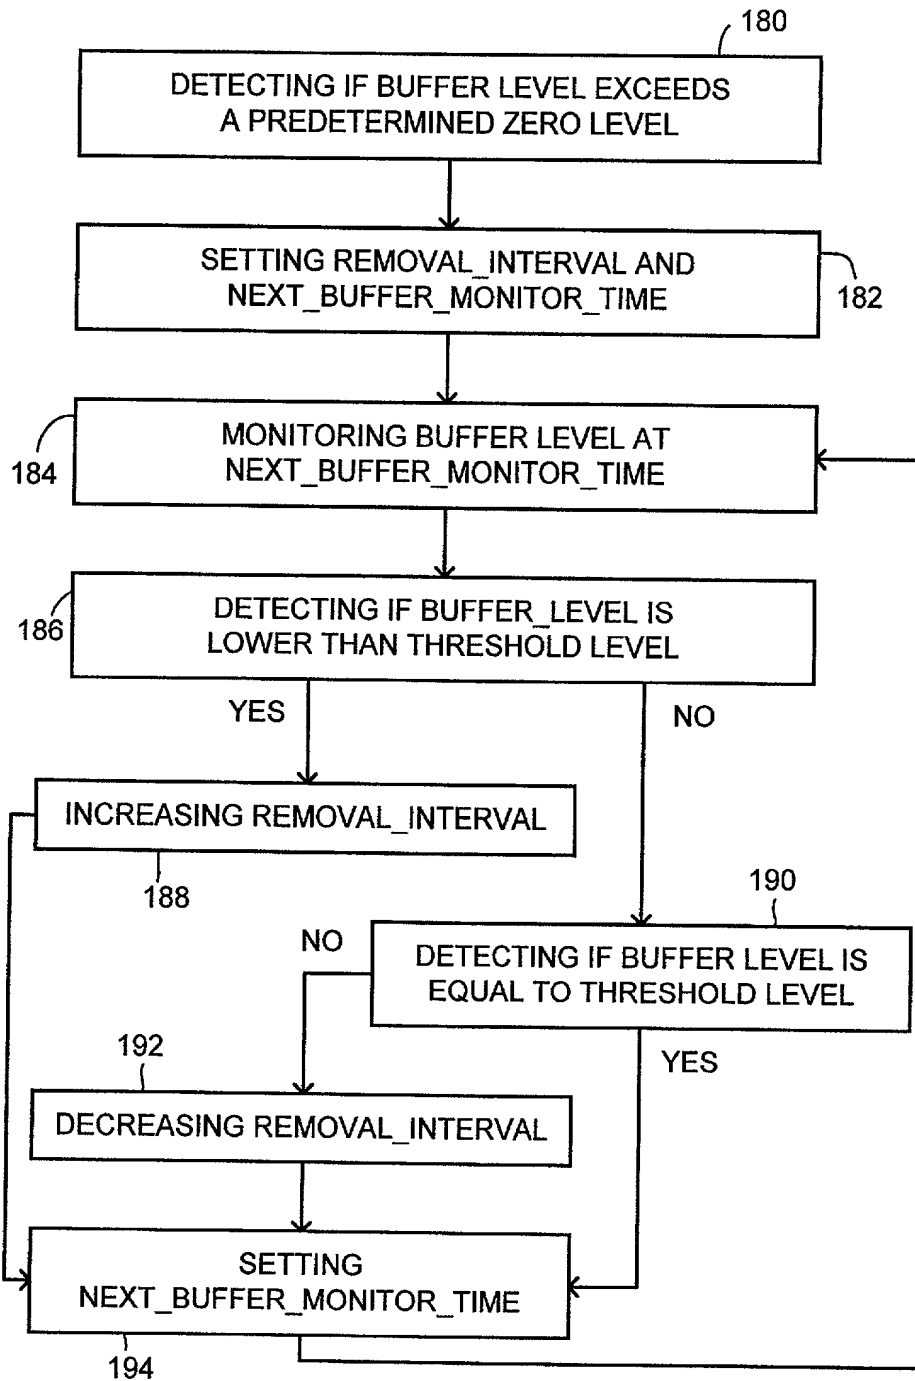 180
DETECTING IF BUFFER LEVEL EXCEEDS
A PREDETERMINED ZERO LEVEL
SETTING REMOVAL_INTERVAL AND
NEXT_BUFFER_MONITOR_TIME
182
MONITORING BUFFER LEVEL AT
NEXT_BUFFER_MONITOR_TIME
184
DETECTING IF BUFFER_LEVEL IS
LOWER THAN THRESHOLD LEVEL
186
YES
NO
INCREASING REMOVAL_INTERVAL
188
190
NO
DETECTING IF BUFFER LEVEL IS
EQUAL TO THRESHOLD LEVEL
192
YES
DECREASING REMOVAL_INTERVAL
SETTING
NEXT_BUFFER_MONITOR_TIME
194